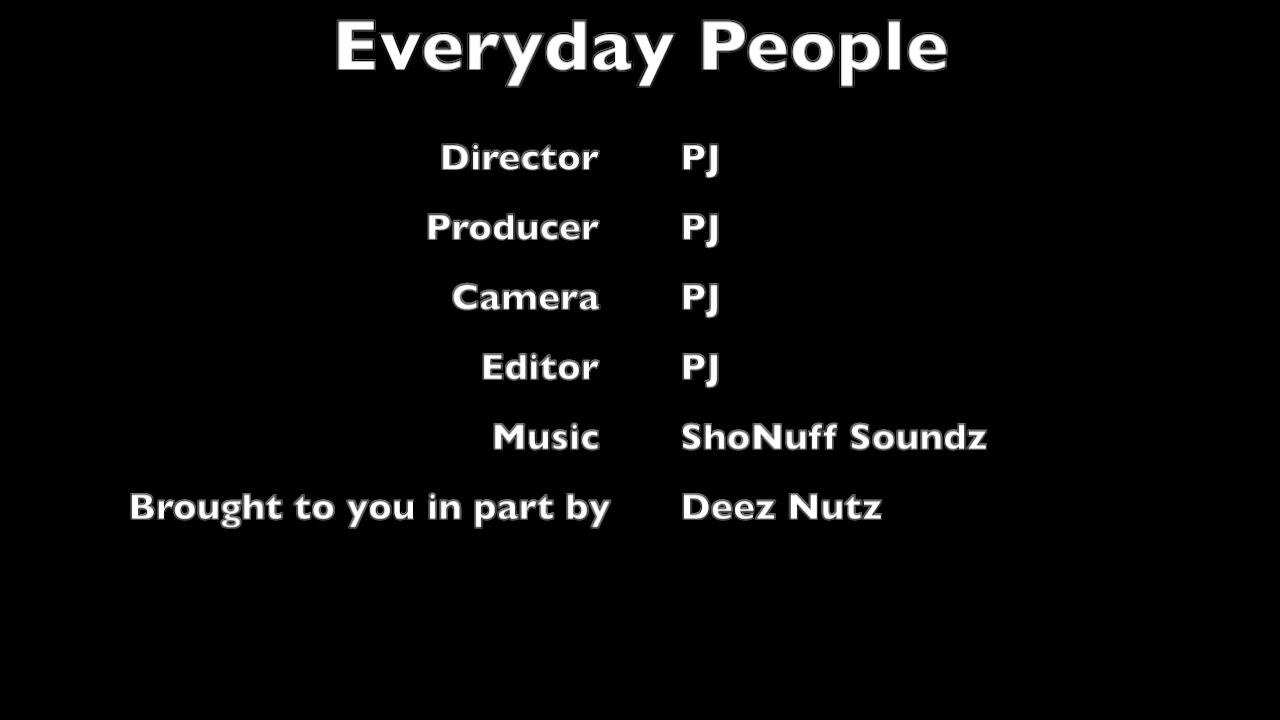 Everyday People
Director PJ
Producer PJ
Camera PJ
Editor PJ
Music ShoNuff Soundz
Brought to you in part by Deez Nutz